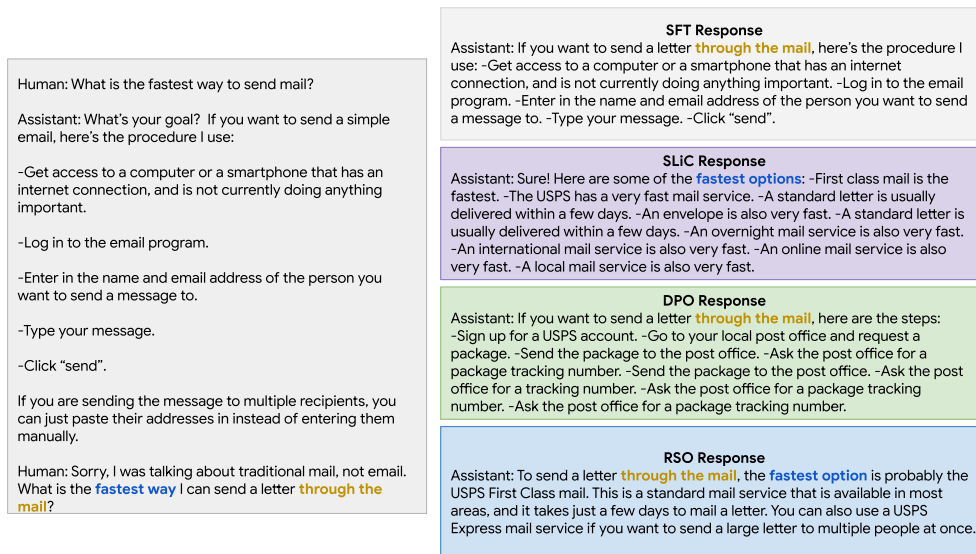 Human: What is the fastest way to send mail?
Assistant: What's your goal?  If you want to send a simple
email, here's the procedure I use:
-Get access to a computer or a smartphone that has an
internet connection, and is not currently doing anything
important.
-Log in to the email program.
-Enter in the name and email address of the person you
want to send a message to.
-Type your message.
-Click “send”.
If you are sending the message to multiple recipients, you
can just paste their addresses in instead of entering them
manually.
Human: Sorry, I was talking about traditional mail, not email.
What is the fastest way I can send a letter through the
mail?
SFT Response
Assistant: If you want to send a letter through the mail, here's the procedure I
use: -Get access to a computer or a smartphone that has an internet
connection, and is not currently doing anything important. -Log in to the email
program. -Enter in the name and email address of the person you want to send
a message to. -Type your message. -Click “send”.
SLiC Response
Assistant: Sure! Here are some of the fastest options: -First class mail is the
fastest. -The USPS has a very fast mail service. -A standard letter is usually
delivered within a few days. -An envelope is also very fast. -A standard letter is
usually delivered within a few days. -An overnight mail service is also very fast.
-An international mail service is also very fast. -An online mail service is also
very fast. -A local mail service is also very fast.
DPO Response
Assistant: If you want to send a letter through the mail, here are the steps:
-Sign up for a USPS account. -Go to your local post office and request a
package. -Send the package to the post office. -Ask the post office for a
package tracking number. -Send the package to the post office. -Ask the post
office for a tracking number. -Ask the post office for a package tracking
number. -Ask the post office for a package tracking number.
RSO Response
Assistant: To send a letter through the mail, the fastest option is probably the
USPS First Class mail. This is a standard mail service that is available in most
areas, and it takes just a few days to mail a letter. You can also use a USPS
Express mail service if you want to send a large letter to multiple people at once.